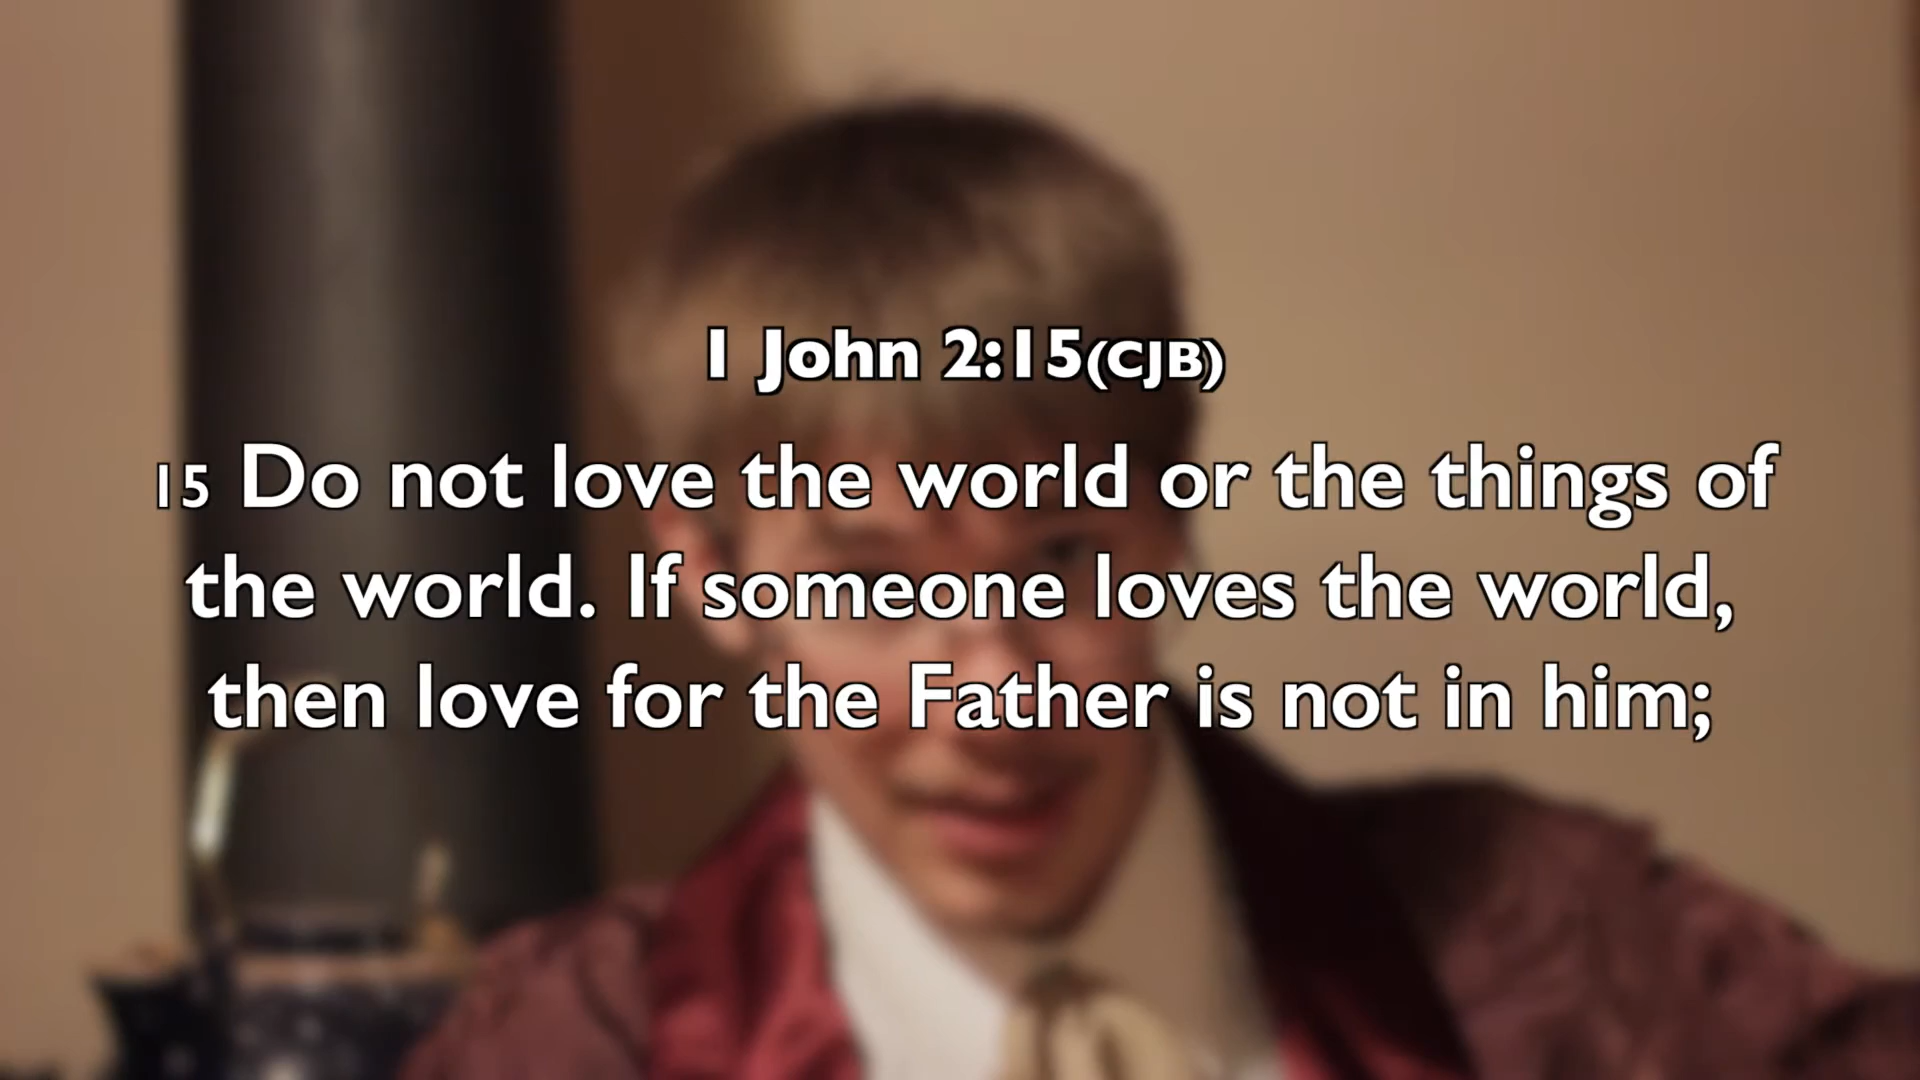 1 John 2:15(CJB)
15 Do not love the world or the things of
the world. If someone loves the world,
then love for the Father is not in him;